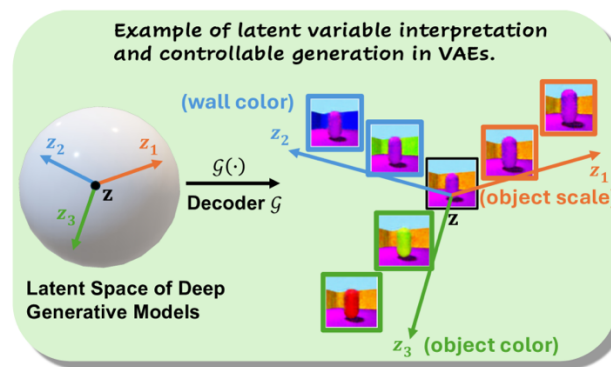 Example of latent variable interpretation
and controllable generation in VAEs.
(wall color)
z₂
z₂
z₁
z
z₃
𝒢(·)
Decoder 𝒢
z₁
z
(object scale)
Latent Space of Deep
Generative Models
z₃ (object color)